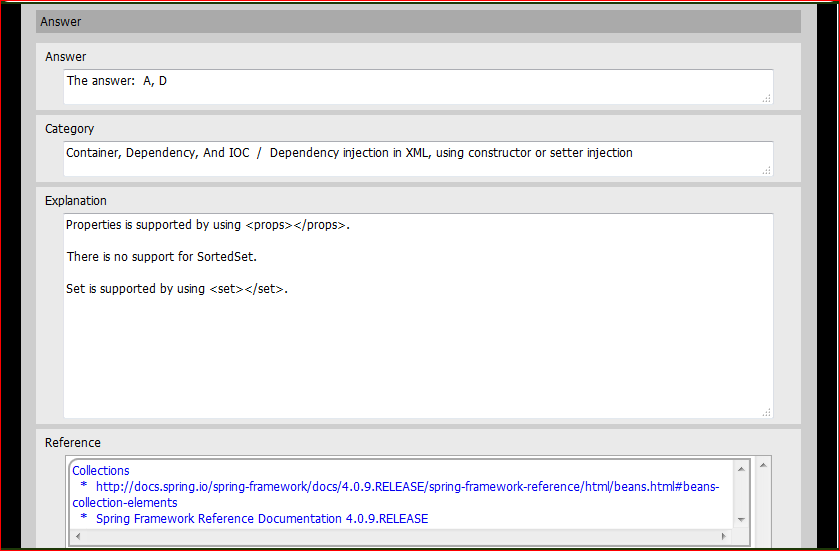 Answer
Answer
The answer:  A, D
Category
Container, Dependency, And IOC  /  Dependency injection in XML, using constructor or setter injection
Explanation
Properties is supported by using <props></props>.
There is no support for SortedSet.
Set is supported by using <set></set>.
Reference
Collections
*  http://docs.spring.io/spring-framework/docs/4.0.9.RELEASE/spring-framework-reference/html/beans.html#beans-
collection-elements
*  Spring Framework Reference Documentation 4.0.9.RELEASE